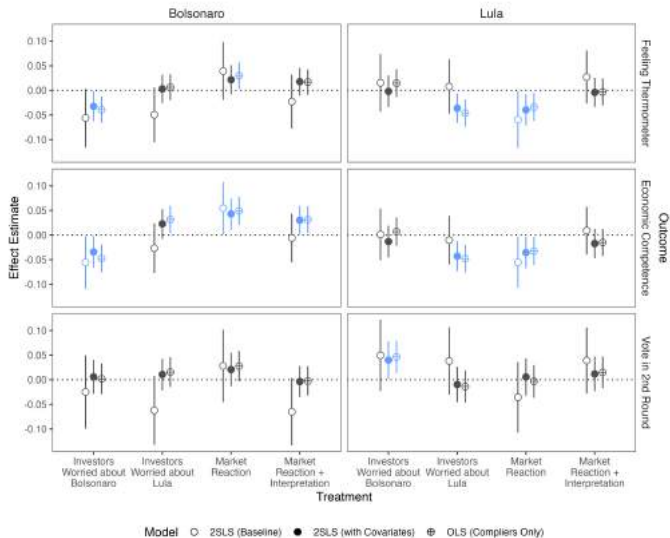 Bolsonaro
Lula
0.10
0.05
0.00
-0.05
-0.10
Feeling Thermometer
0.10
0.05
0.00
-0.05
-0.10
Economic Competence
0.10
0.05
0.00
-0.05
-0.10
Vote in 2nd Round
Effect Estimate
Outcome
Investors
Worried about
Bolsonaro
Investors
Worried about
Lula
Market
Reaction
Market
Reaction +
Interpretation
Investors
Worried about
Bolsonaro
Investors
Worried about
Lula
Market
Reaction
Market
Reaction +
Interpretation
Treatment
Model 2SLS (Baseline) 2SLS (with Covariates) OLS (Compliers Only)